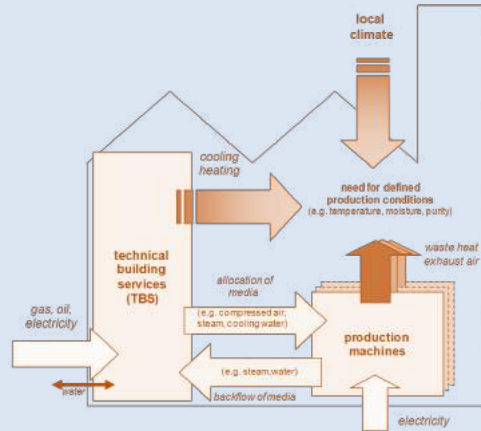 local
climate
cooling
heating
need for defined
production conditions
(e.g. temperature, moisture, purity)
technical
building
services
(TBS)
waste heat
exhaust air
allocation of
media
gas, oil,
electricity
(e.g. compressed air,
steam, cooling water)
production
machines
(e.g. steam, water)
water
backflow of media
electricity